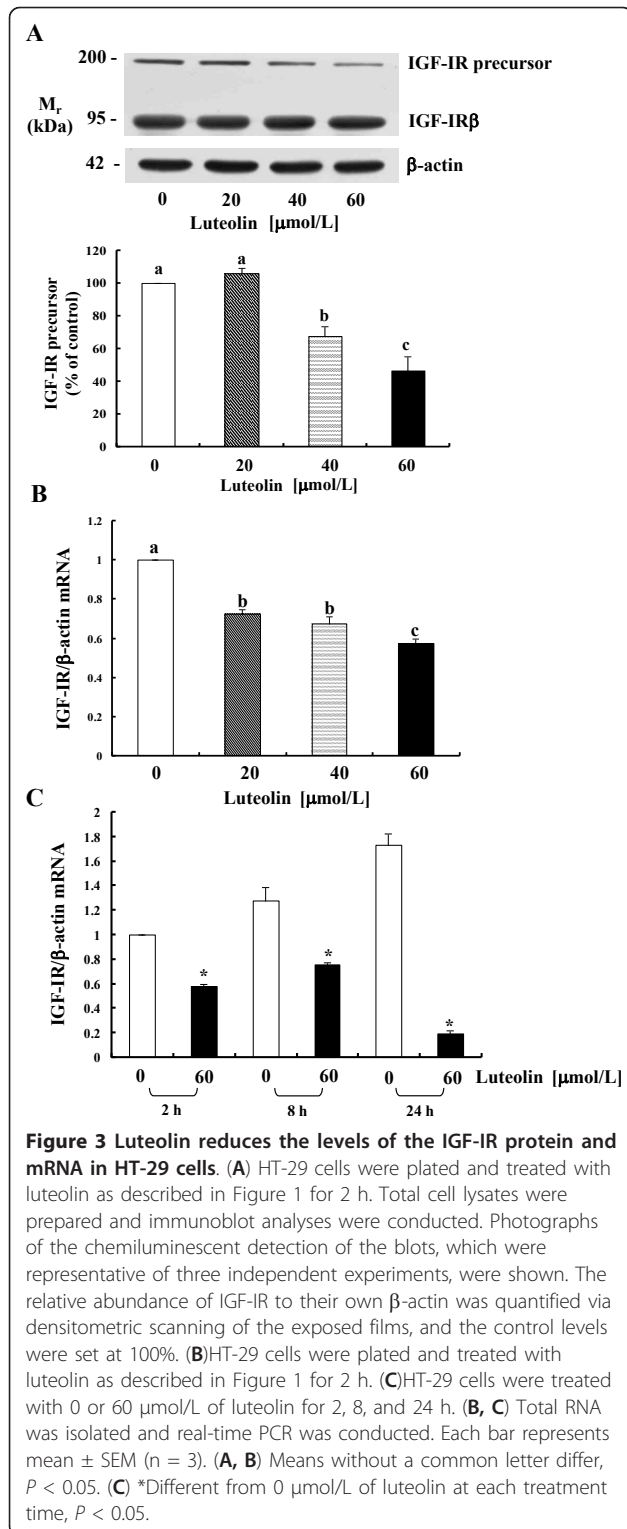 A
200 -
IGF-IR precursor
Mr
(kDa)
95 -
IGF-IRβ
42 -
β-actin
0 20 40 60
Luteolin [μmol/L]
IGF-IR precursor
(% of control)
120
100
80
60
40
20
0
a
a
b
c
0 20 40 60
Luteolin [μmol/L]
B
IGF-IR/β-actin mRNA
1.2
1
0.8
0.6
0.4
0.2
0
a
b
b
c
0 20 40 60
Luteolin [μmol/L]
C
IGF-IR/β-actin mRNA
2
1.8
1.6
1.4
1.2
1
0.8
0.6
0.4
0.2
0
*
*
*
0 60 0 60 0 60 Luteolin [μmol/L]
2 h 8 h 24 h
Figure 3 Luteolin reduces the levels of the IGF-IR protein and
mRNA in HT-29 cells. (A) HT-29 cells were plated and treated with
luteolin as described in Figure 1 for 2 h. Total cell lysates were
prepared and immunoblot analyses were conducted. Photographs
of the chemiluminescent detection of the blots, which were
representative of three independent experiments, were shown. The
relative abundance of IGF-IR to their own β-actin was quantified via
densitometric scanning of the exposed films, and the control levels
were set at 100%. (B)HT-29 cells were plated and treated with
luteolin as described in Figure 1 for 2 h. (C)HT-29 cells were treated
with 0 or 60 μmol/L of luteolin for 2, 8, and 24 h. (B, C) Total RNA
was isolated and real-time PCR was conducted. Each bar represents
mean ± SEM (n = 3). (A, B) Means without a common letter differ,
P < 0.05. (C) *Different from 0 μmol/L of luteolin at each treatment
time, P < 0.05.